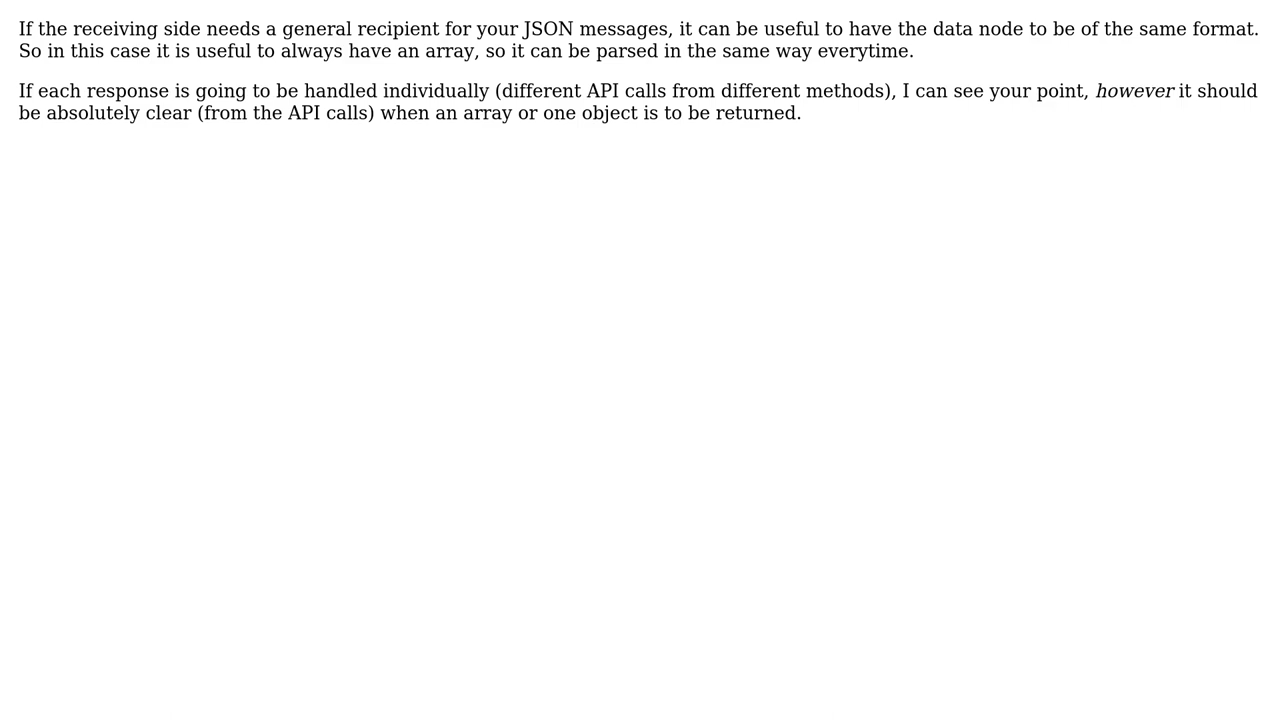 If the receiving side needs a general recipient for your JSON messages, it can be useful to have the data node to be of the same format.
So in this case it is useful to always have an array, so it can be parsed in the same way everytime.
If each response is going to be handled individually (different API calls from different methods), I can see your point, however it should
be absolutely clear (from the API calls) when an array or one object is to be returned.